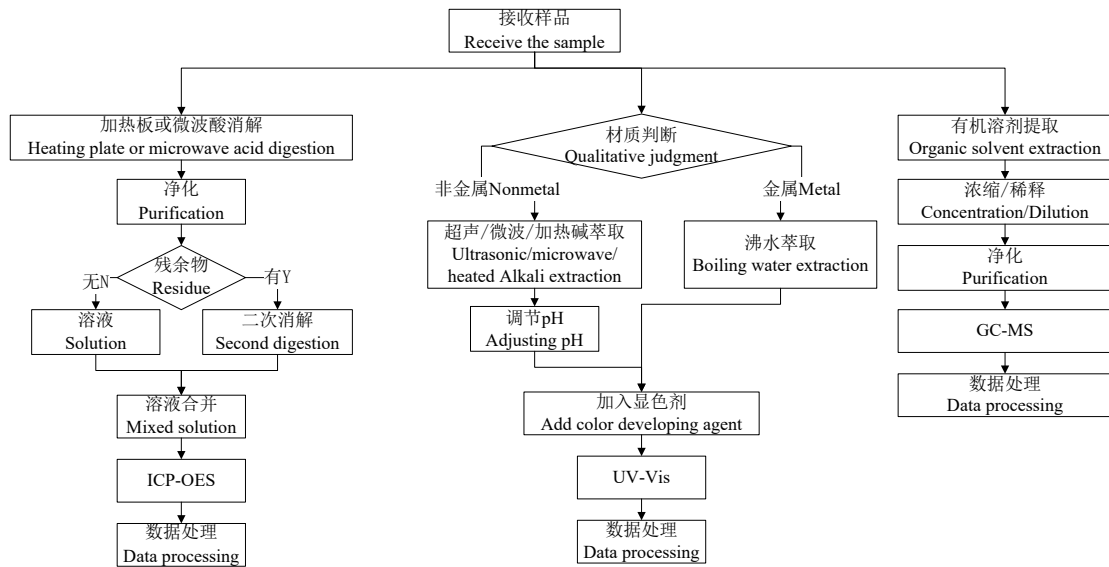 接收样品
Receive the sample
加热板或微波酸消解
Heating plate or microwave acid digestion
净化
Purification
残余物
Residue
无N
有Y
溶液
Solution
二次消解
Second digestion
溶液合并
Mixed solution
ICP-OES
数据处理
Data processing
材质判断
Qualitative judgment
非金属Nonmetal
金属Metal
超声/微波/加热碱萃取
Ultrasonic/microwave/
heated Alkali extraction
沸水萃取
Boiling water extraction
调节pH
Adjusting pH
加入显色剂
Add color developing agent
UV-Vis
数据处理
Data processing
有机溶剂提取
Organic solvent extraction
浓缩/稀释
Concentration/Dilution
净化
Purification
GC-MS
数据处理
Data processing